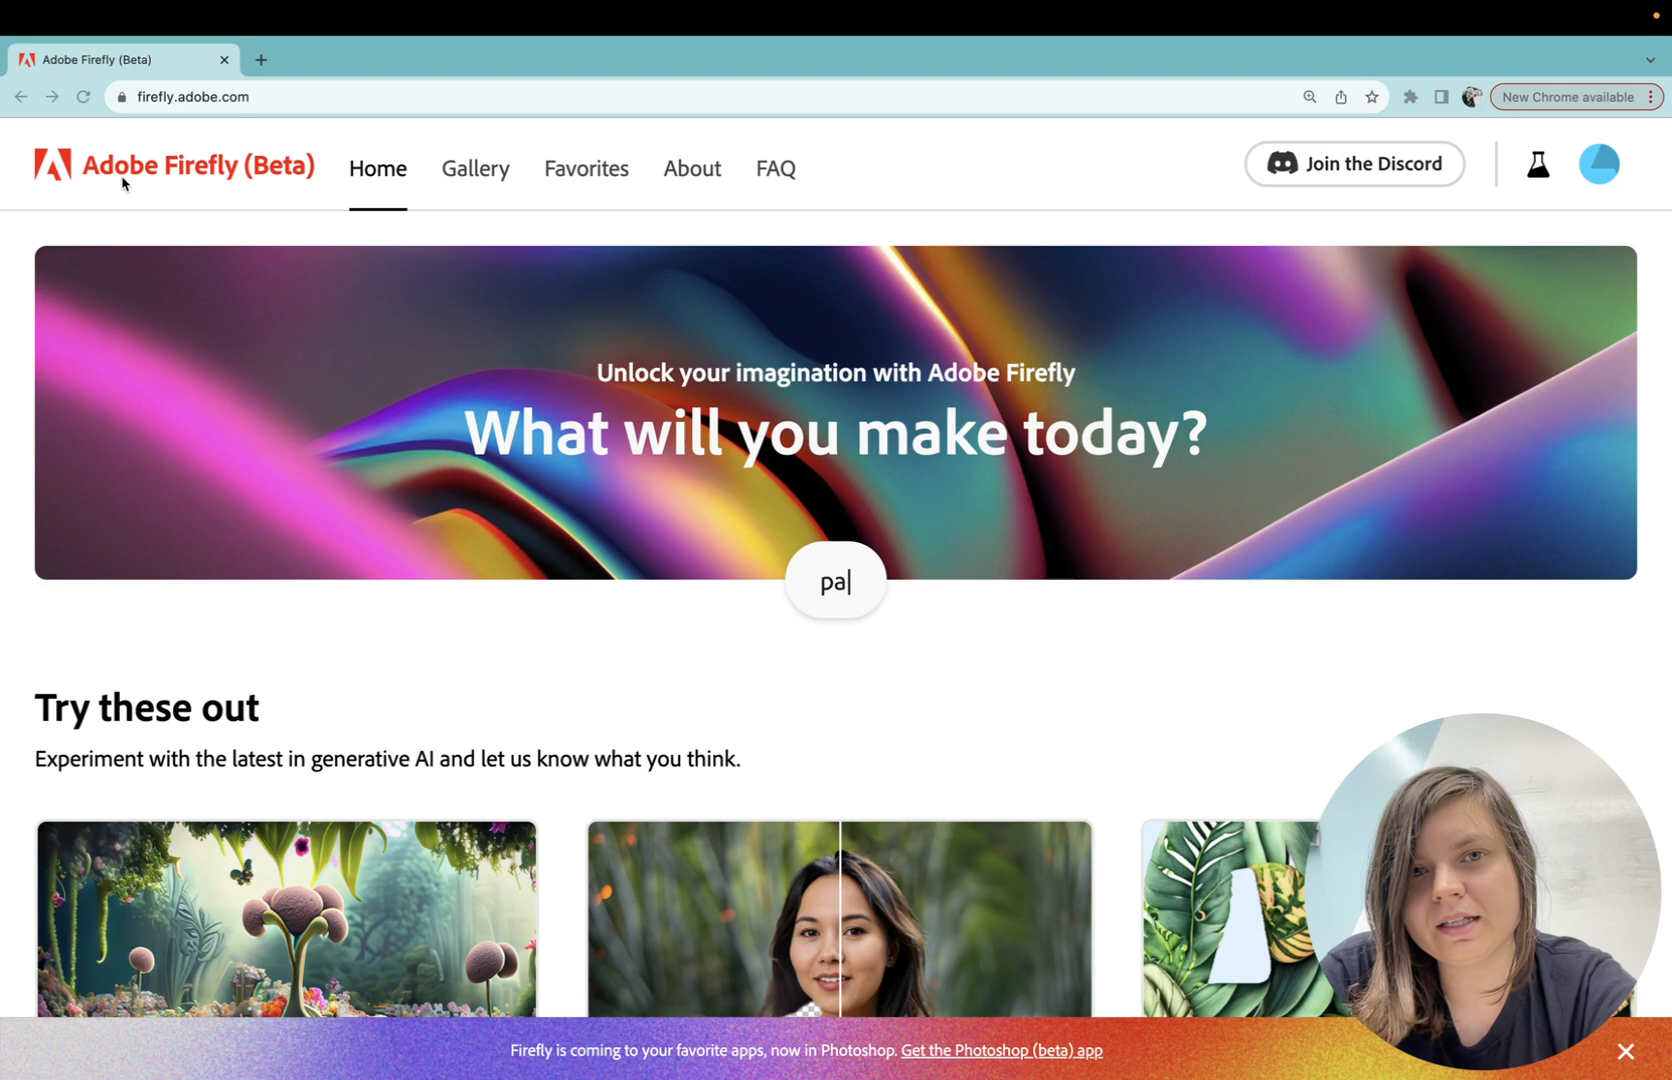 Adobe Firefly (Beta)
firefly.adobe.com
New Chrome available
Adobe Firefly (Beta)
Home
Gallery
Favorites
About
FAQ
Join the Discord
Unlock your imagination with Adobe Firefly
What will you make today?
pa
Try these out
Experiment with the latest in generative AI and let us know what you think.
Firefly is coming to your favorite apps, now in Photoshop. Get the Photoshop (beta) app